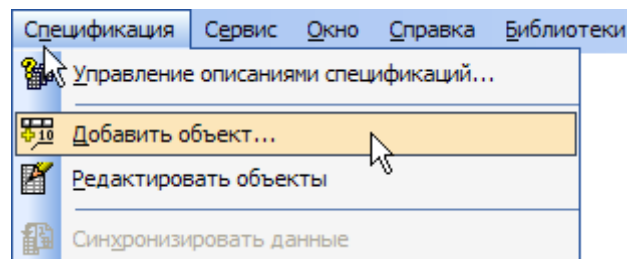 Спецификация Сервис Окно Справка Библиотеки
Управление описаниями спецификаций...
Добавить объект...
Редактировать объекты
Синхронизировать данные